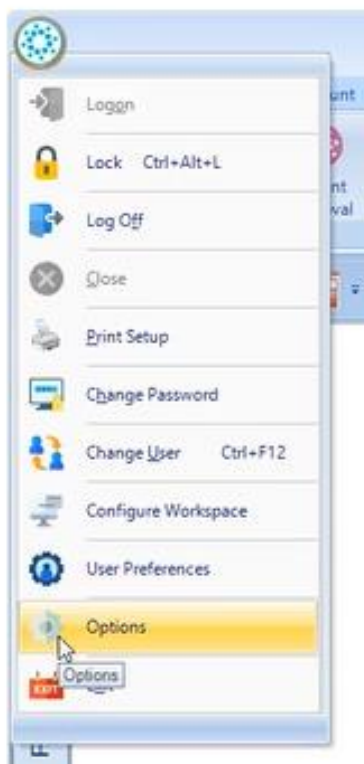 Logon
Lock Ctrl+Alt+L
Log Off
Close
Print Setup
Change Password
Change User Ctrl+F12
Configure Workspace
User Preferences
Options
Options
EXIT